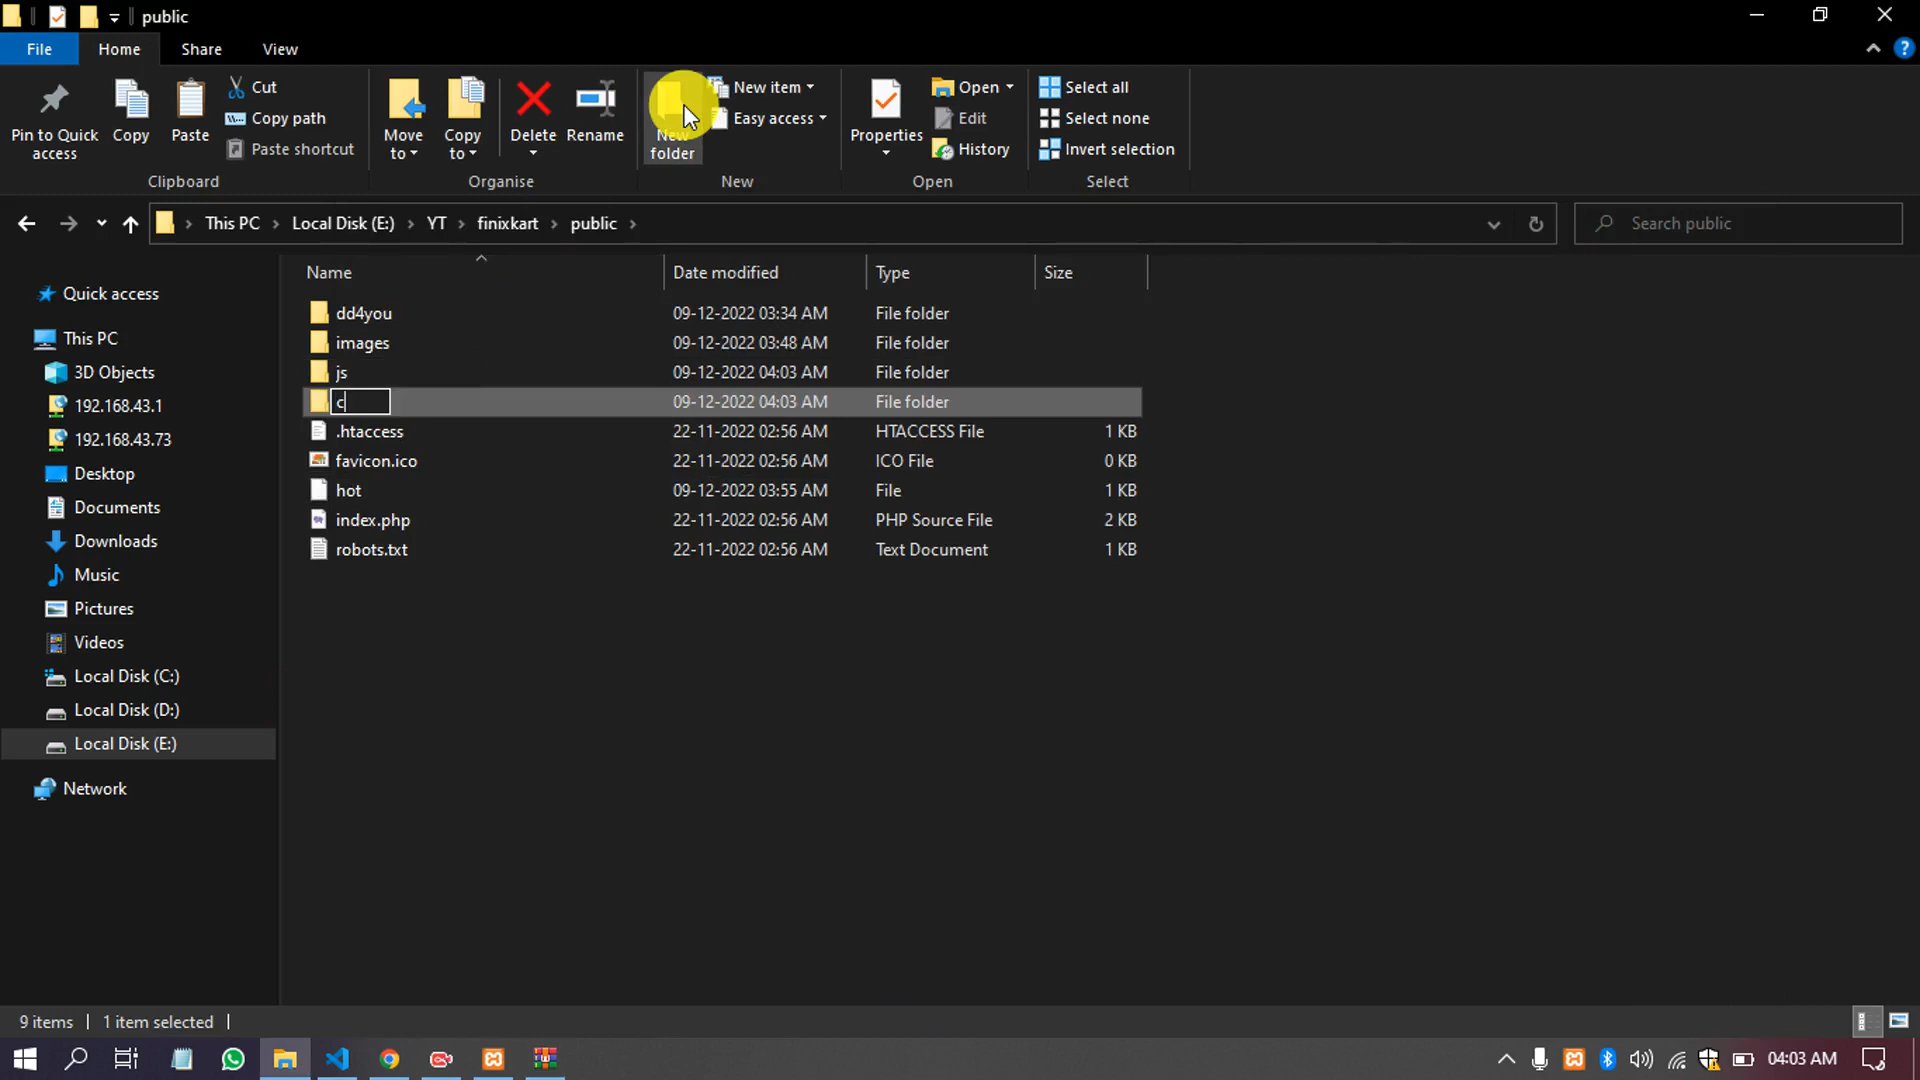 public
File Home Share View
Pin to Quick access
Copy
Paste
Cut
Copy path
Paste shortcut
Clipboard
Move to
Copy to
Delete
Rename
Organise
New folder
New item
Easy access
New
Properties
Open
Edit
History
Open
Select all
Select none
Invert selection
Select
This PC Local Disk (E:) YT finixkart public
Search public
Name Date modified Type Size
dd4you 09-12-2022 03:34 AM File folder
images 09-12-2022 03:48 AM File folder
js 09-12-2022 04:03 AM File folder
c 09-12-2022 04:03 AM File folder
.htaccess 22-11-2022 02:56 AM HTACCESS File 1 KB
favicon.ico 22-11-2022 02:56 AM ICO File 0 KB
hot 09-12-2022 03:55 AM File 1 KB
index.php 22-11-2022 02:56 AM PHP Source File 2 KB
robots.txt 22-11-2022 02:56 AM Text Document 1 KB
Quick access
This PC
3D Objects
192.168.43.1
192.168.43.73
Desktop
Documents
Downloads
Music
Pictures
Videos
Local Disk (C:)
Local Disk (D:)
Local Disk (E:)
Network
9 items 1 item selected
04:03 AM